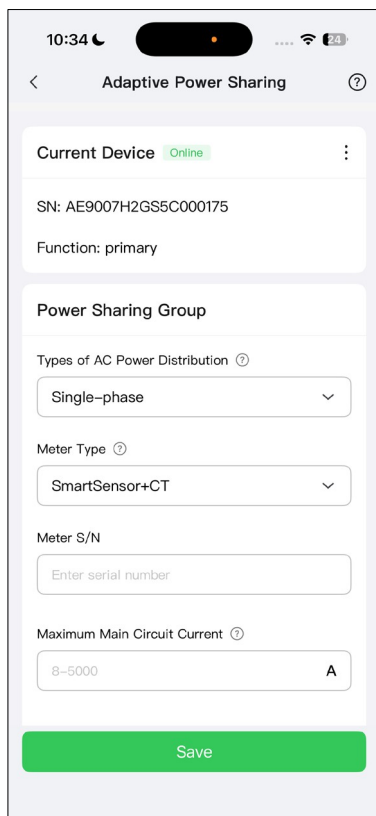 10:34
24
Adaptive Power Sharing
Current Device Online
SN: AE9007H2GS5C000175
Function: primary
Power Sharing Group
Types of AC Power Distribution
Single-phase
Meter Type
SmartSensor+CT
Meter S/N
Enter serial number
Maximum Main Circuit Current
8-5000 A
Save